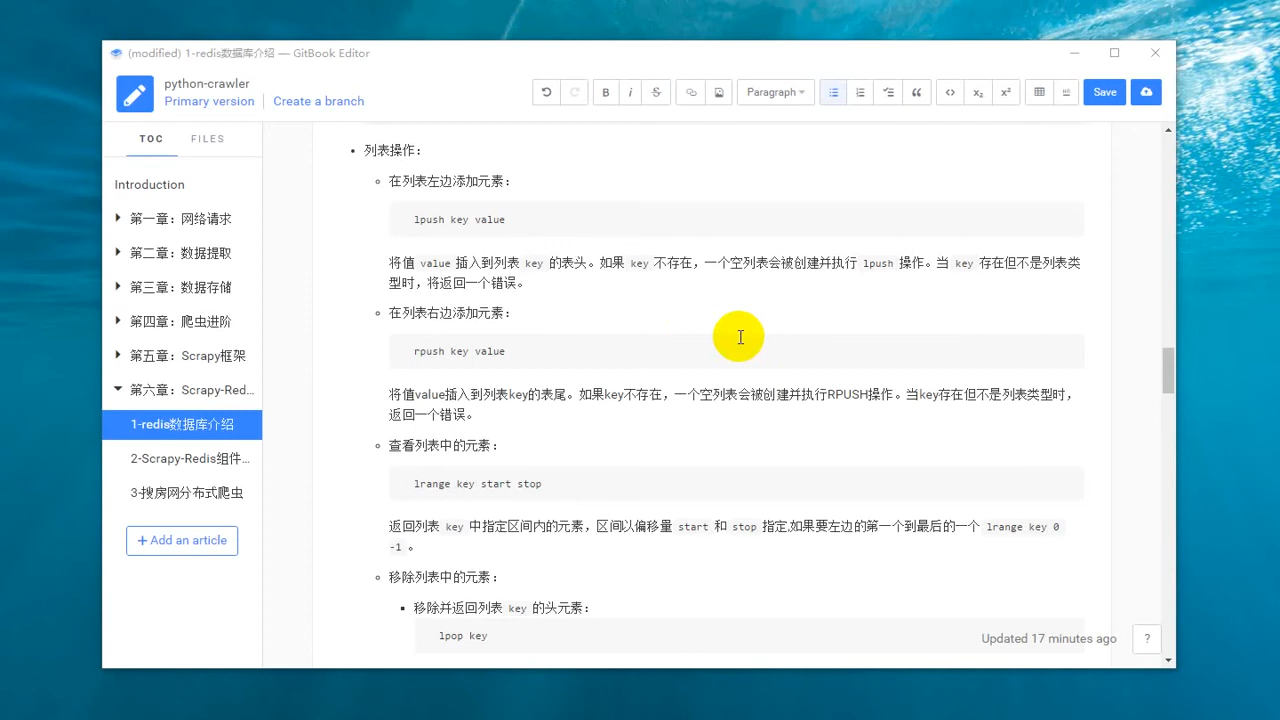 (modified) 1-redis数据库介绍 — GitBook Editor
python-crawler
Primary version
Create a branch
B
i
S
Paragraph
x₂
x²
Save
TOC
FILES
Introduction
第一章：网络请求
第二章：数据提取
第三章：数据存储
第四章：爬虫进阶
第五章：Scrapy框架
第六章：Scrapy-Red...
1-redis数据库介绍
2-Scrapy-Redis组件...
3-搜房网分布式爬虫
+ Add an article
列表操作：
在列表左边添加元素：
lpush key value
将值 value 插入到列表 key 的表头。如果 key 不存在，一个空列表会被创建并执行 lpush 操作。当 key 存在但不是列表类
型时，将返回一个错误。
在列表右边添加元素：
rpush key value
将值value插入到列表key的表尾。如果key不存在，一个空列表会被创建并执行RPUSH操作。当key存在但不是列表类型时，
返回一个错误。
查看列表中的元素：
lrange key start stop
返回列表 key 中指定区间内的元素，区间以偏移量 start 和 stop 指定,如果要左边的第一个到最后的一个 lrange key 0
-1 。
移除列表中的元素：
移除并返回列表 key 的头元素：
lpop key
Updated 17 minutes ago
?